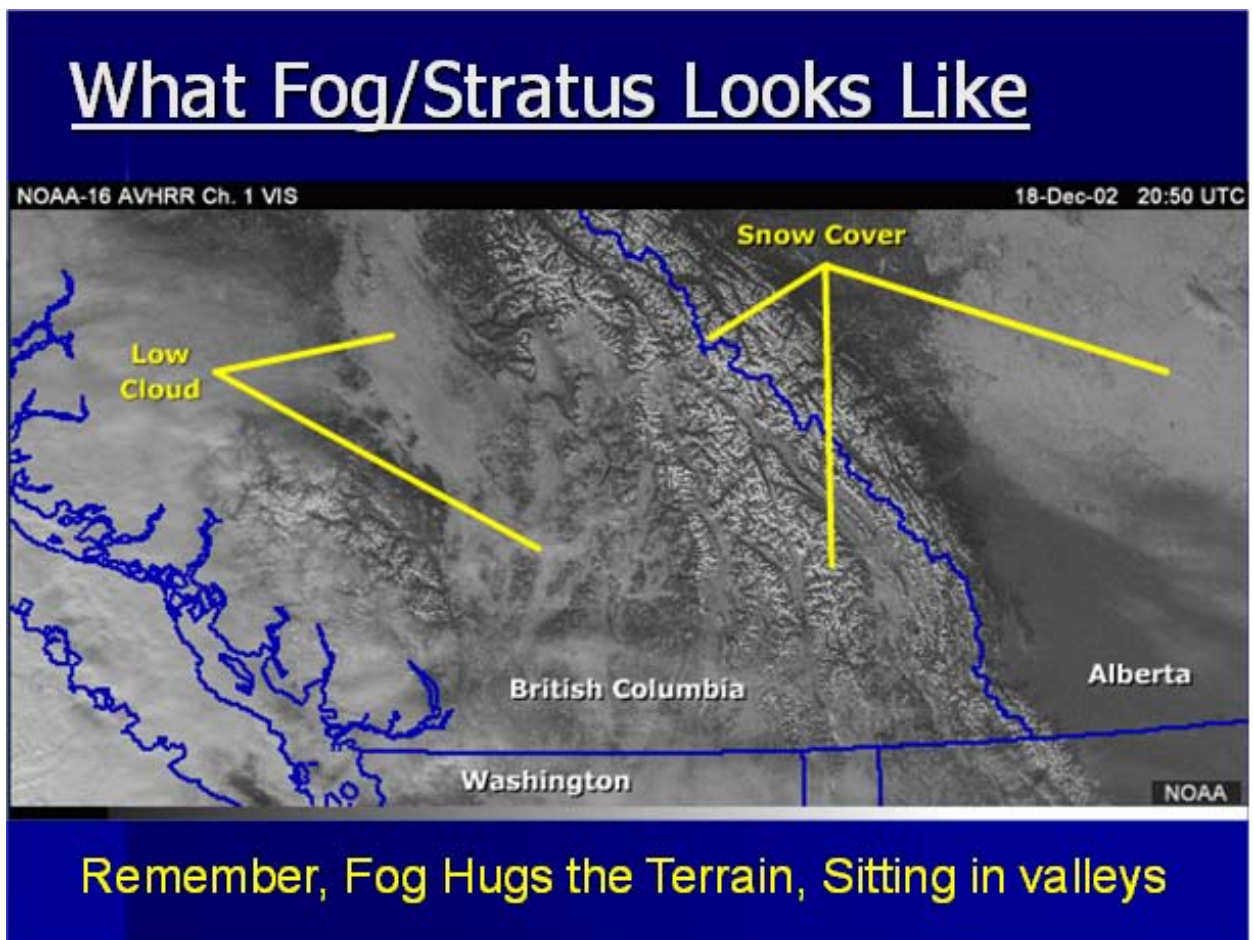 What Fog/Stratus Looks Like
NOAA-16 AVHRR Ch. 1 VIS
18-Dec-02 20:50 UTC
Snow Cover
Low
Cloud
British Columbia
Alberta
Washington
NOAA
Remember, Fog Hugs the Terrain, Sitting in valleys